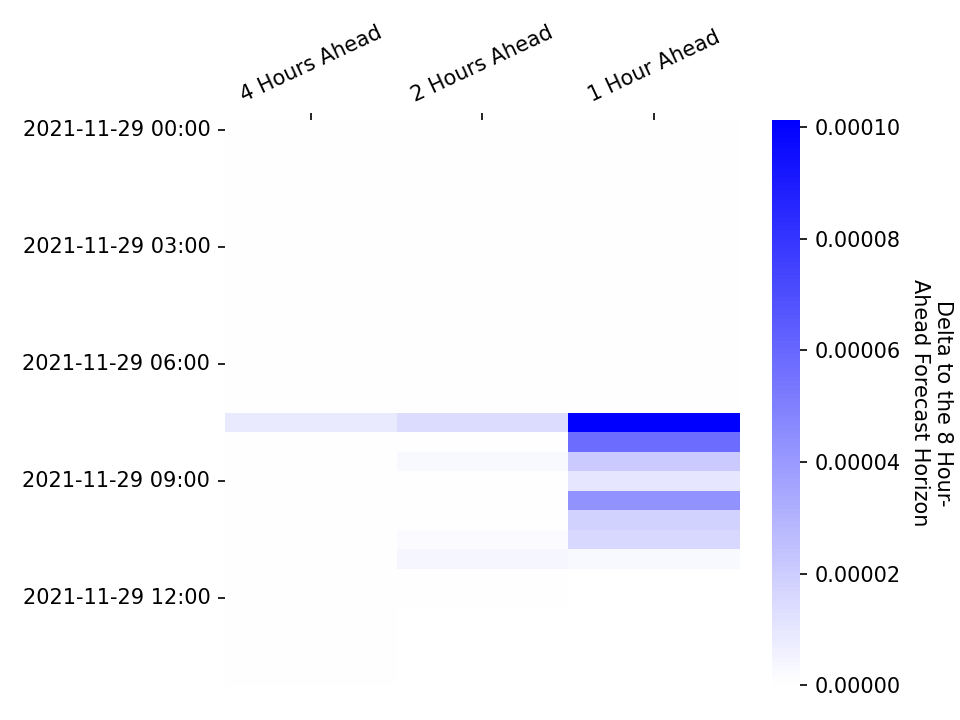 4 Hours Ahead
2 Hours Ahead
1 Hour Ahead
2021-11-29 00:00
2021-11-29 03:00
2021-11-29 06:00
2021-11-29 09:00
2021-11-29 12:00
0.00010
0.00008
0.00006
0.00004
0.00002
0.00000
Delta to the 8 Hour-
Ahead Forecast Horizon